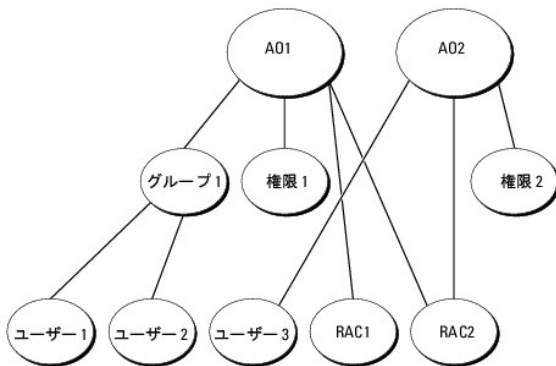 A01
A02
グループ 1
権限 1
権限 2
ユーザー 1
ユーザー 2
ユーザー 3
RAC1
RAC2